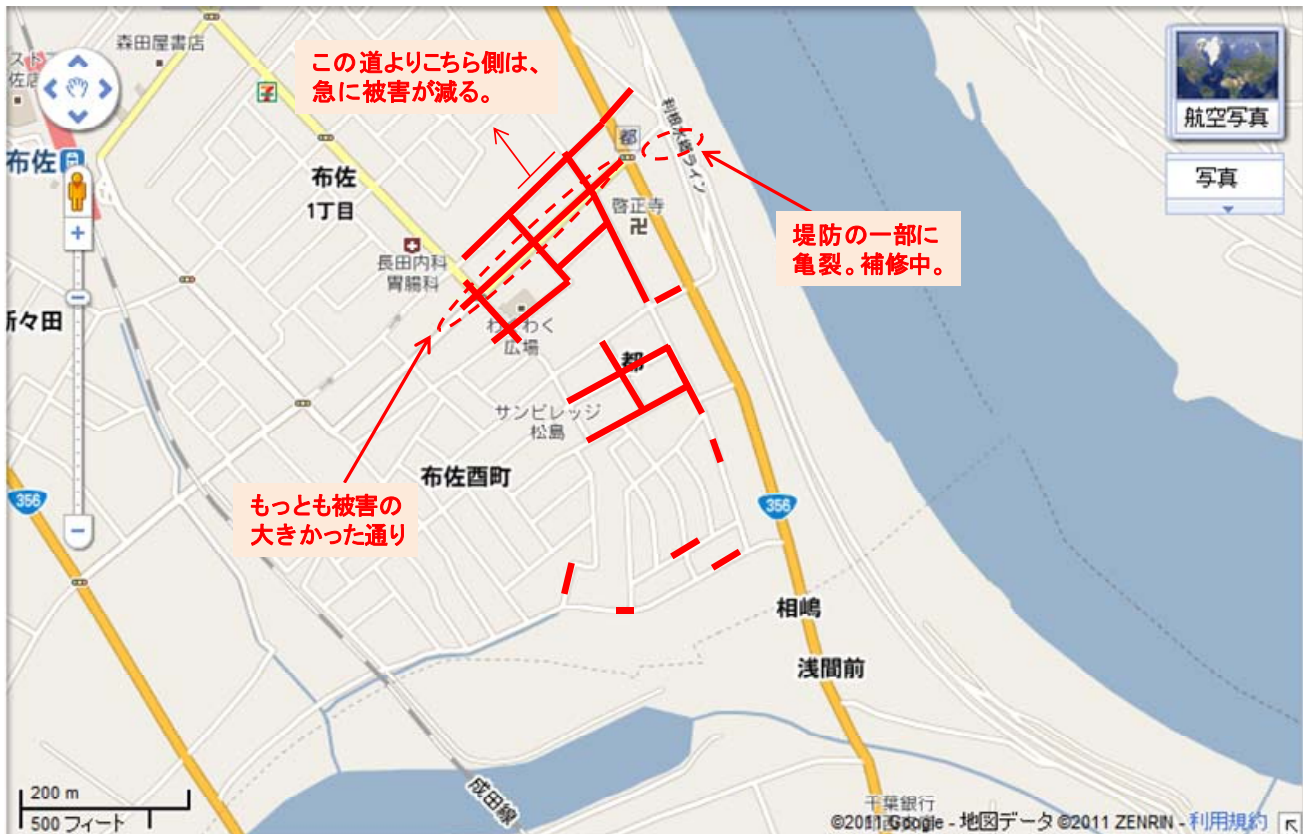 森田屋書店
佐店
布佐
この道よりこちら側は、
急に被害が減る。
都
利根水郷ライン
航空写真
写真
布佐
1丁目
啓正寺
長田内科
胃腸科
堤防の一部に
亀裂。補修中。
わくわく
広場
都
サンビレッジ
松島
布佐酉町
356
もっとも被害の
大きかった通り
356
相嶋
浅間前
成田線
200 m
500 フィート
千葉銀行
©2011 Google - 地図データ ©2011 ZENRIN - 利用規約